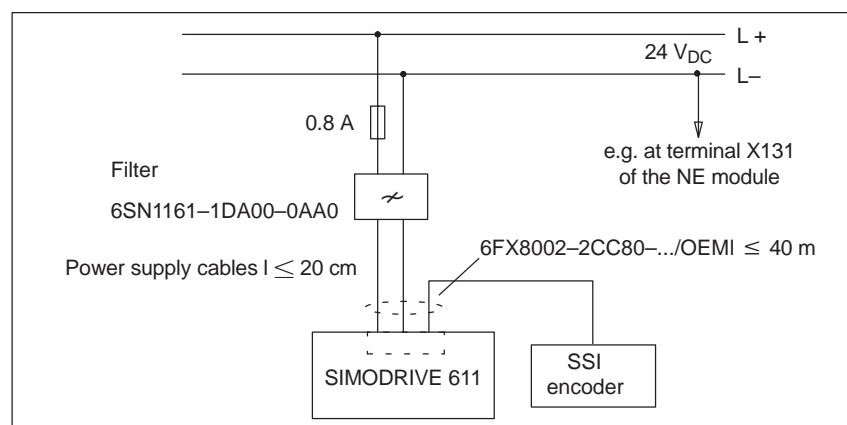 L +
24 VDC
L–
0.8 A
e.g. at terminal X131
of the NE module
Filter
6SN1161–1DA00–0AA0
6FX8002–2CC80–.../OEMI ≤ 40 m
Power supply cables l ≤ 20 cm
SSI
encoder
SIMODRIVE 611